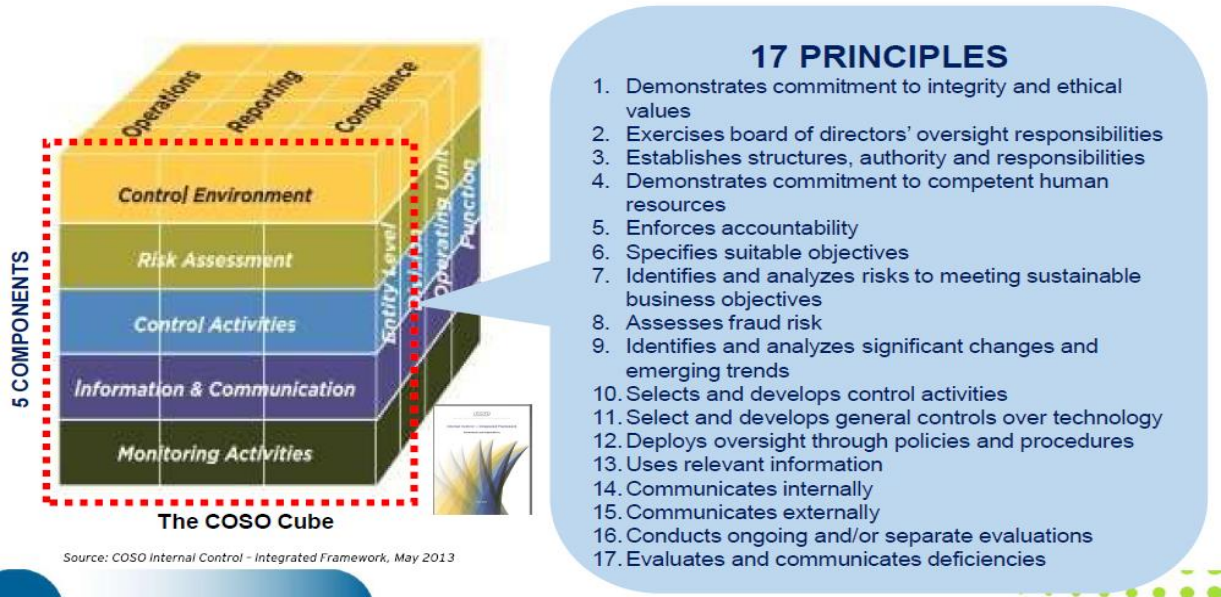 Operations
Reporting
Compliance
Control Environment
Risk Assessment
Control Activities
Information & Communication
Monitoring Activities
Entity Level
Division
Operating Unit
Function
5 COMPONENTS
The COSO Cube
Source: COSO Internal Control – Integrated Framework, May 2013
17 PRINCIPLES
1. Demonstrates commitment to integrity and ethical
values
2. Exercises board of directors’ oversight responsibilities
3. Establishes structures, authority and responsibilities
4. Demonstrates commitment to competent human
resources
5. Enforces accountability
6. Specifies suitable objectives
7. Identifies and analyzes risks to meeting sustainable
business objectives
8. Assesses fraud risk
9. Identifies and analyzes significant changes and
emerging trends
10. Selects and develops control activities
11. Select and develops general controls over technology
12. Deploys oversight through policies and procedures
13. Uses relevant information
14. Communicates internally
15. Communicates externally
16. Conducts ongoing and/or separate evaluations
17. Evaluates and communicates deficiencies